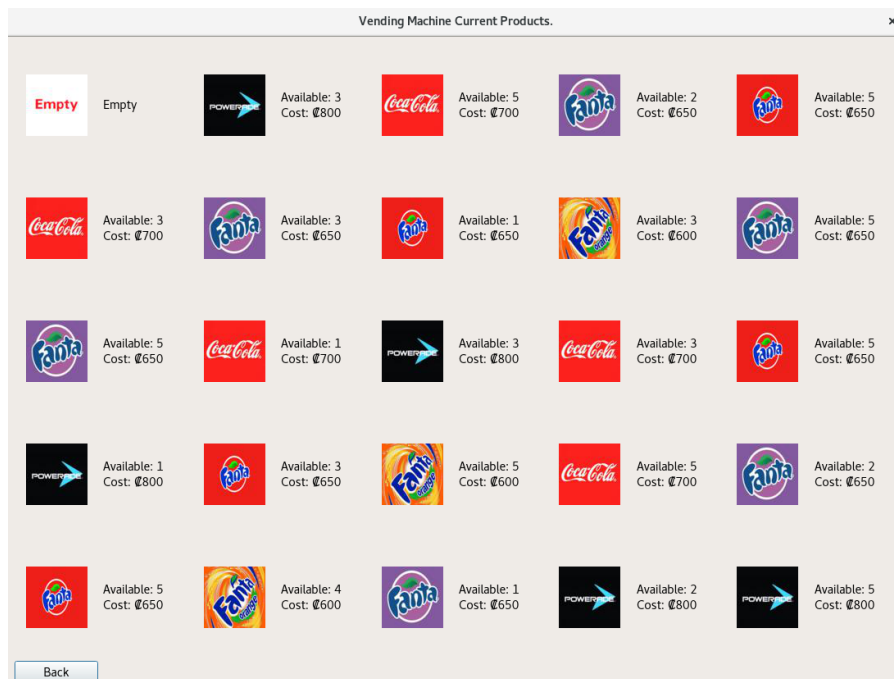 Vending Machine Current Products.
×
Empty
Empty
POWERADE
Available: 3
Cost: ₡800
Coca-Cola
Available: 5
Cost: ₡700
Fanta
Available: 2
Cost: ₡650
Fanta
Available: 5
Cost: ₡650
Coca-Cola
Available: 3
Cost: ₡700
Fanta
Available: 3
Cost: ₡650
Fanta
Available: 1
Cost: ₡650
Fanta
orange
Available: 3
Cost: ₡600
Fanta
Available: 5
Cost: ₡650
Fanta
Available: 5
Cost: ₡650
Coca-Cola
Available: 1
Cost: ₡700
POWERADE
Available: 3
Cost: ₡800
Coca-Cola
Available: 3
Cost: ₡700
Fanta
Available: 5
Cost: ₡650
POWERADE
Available: 1
Cost: ₡800
Fanta
Available: 3
Cost: ₡650
Fanta
orange
Available: 5
Cost: ₡600
Coca-Cola
Available: 5
Cost: ₡700
Fanta
Available: 2
Cost: ₡650
Fanta
Available: 5
Cost: ₡650
Fanta
orange
Available: 4
Cost: ₡600
Fanta
Available: 1
Cost: ₡650
POWERADE
Available: 2
Cost: ₡800
POWERADE
Available: 5
Cost: ₡800
Back